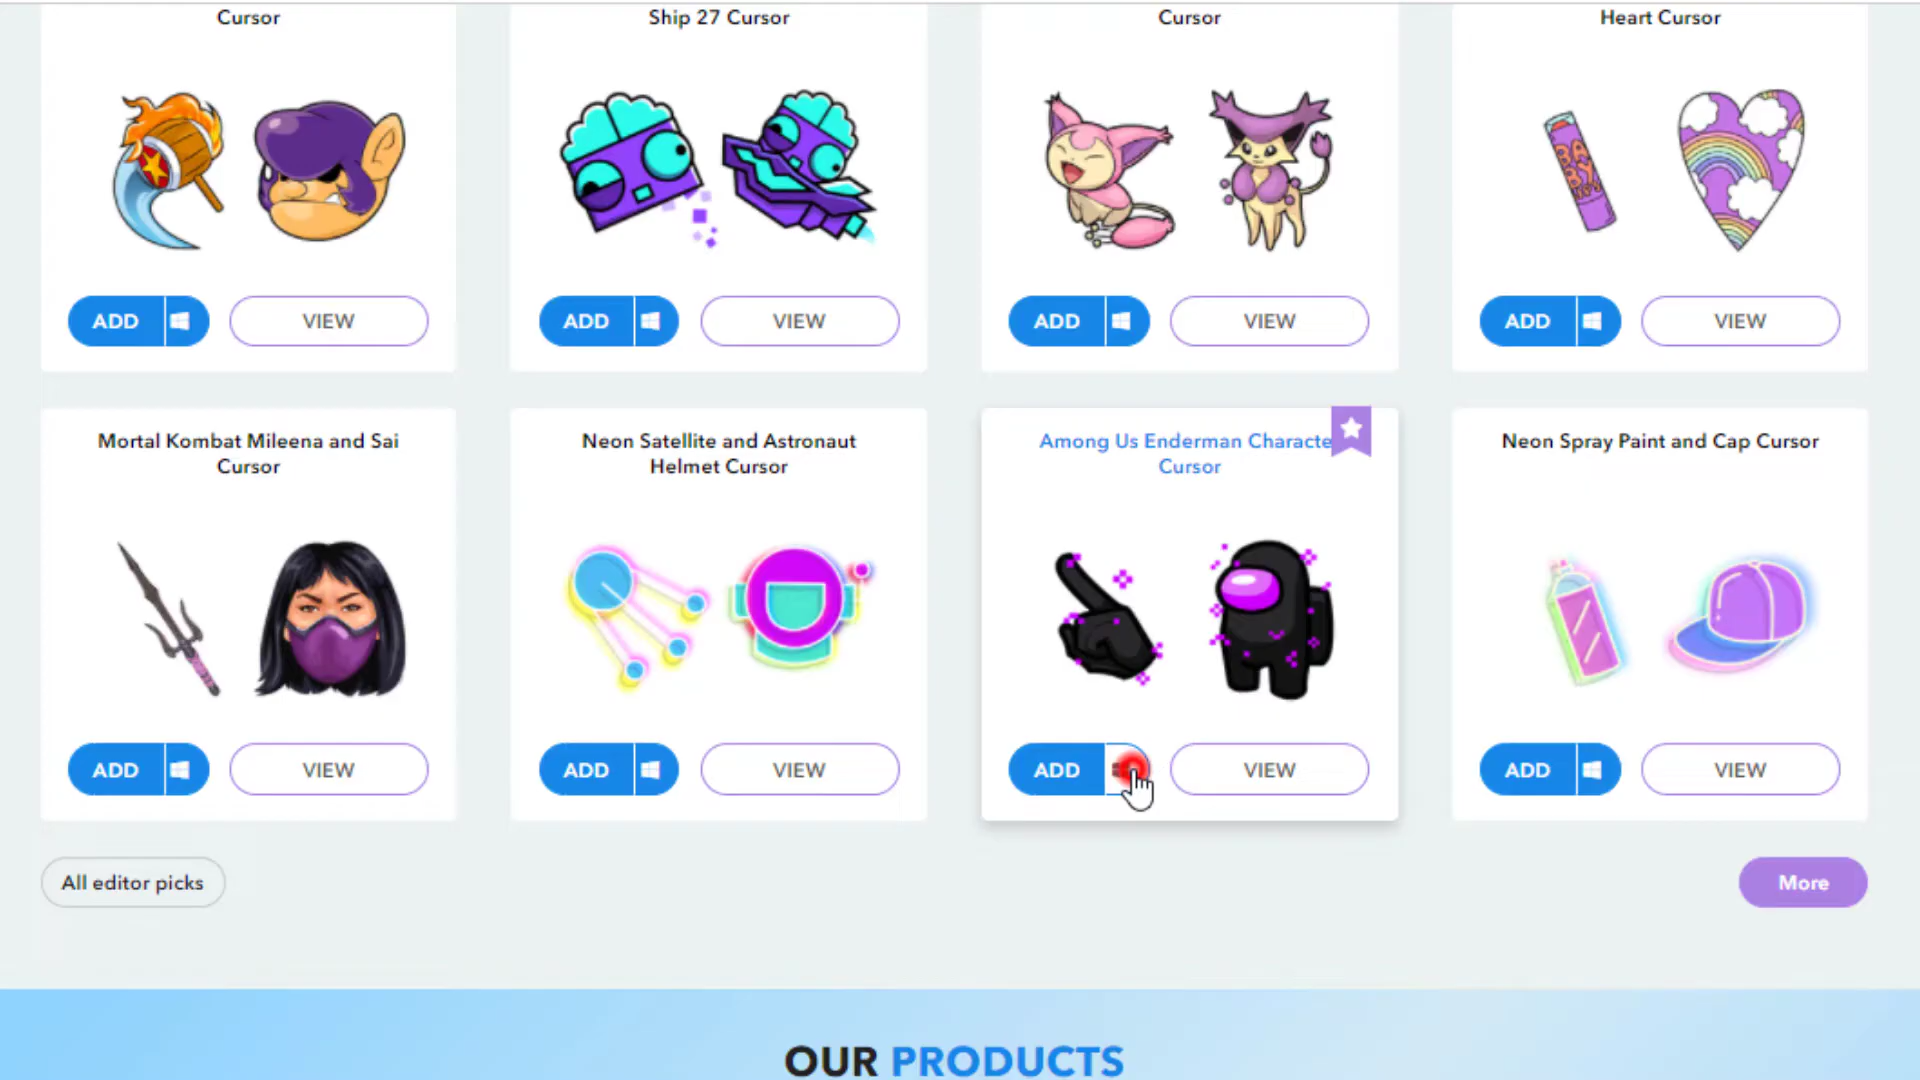 Cursor
Ship 27 Cursor
Cursor
Heart Cursor
BA
BY
ADD
VIEW
ADD
VIEW
ADD
VIEW
ADD
VIEW
Mortal Kombat Mileena and Sai
Cursor
Neon Satellite and Astronaut
Helmet Cursor
Among Us Enderman Characte
Cursor
Neon Spray Paint and Cap Cursor
ADD
VIEW
ADD
VIEW
ADD
VIEW
ADD
VIEW
All editor picks
More
OUR PRODUCTS